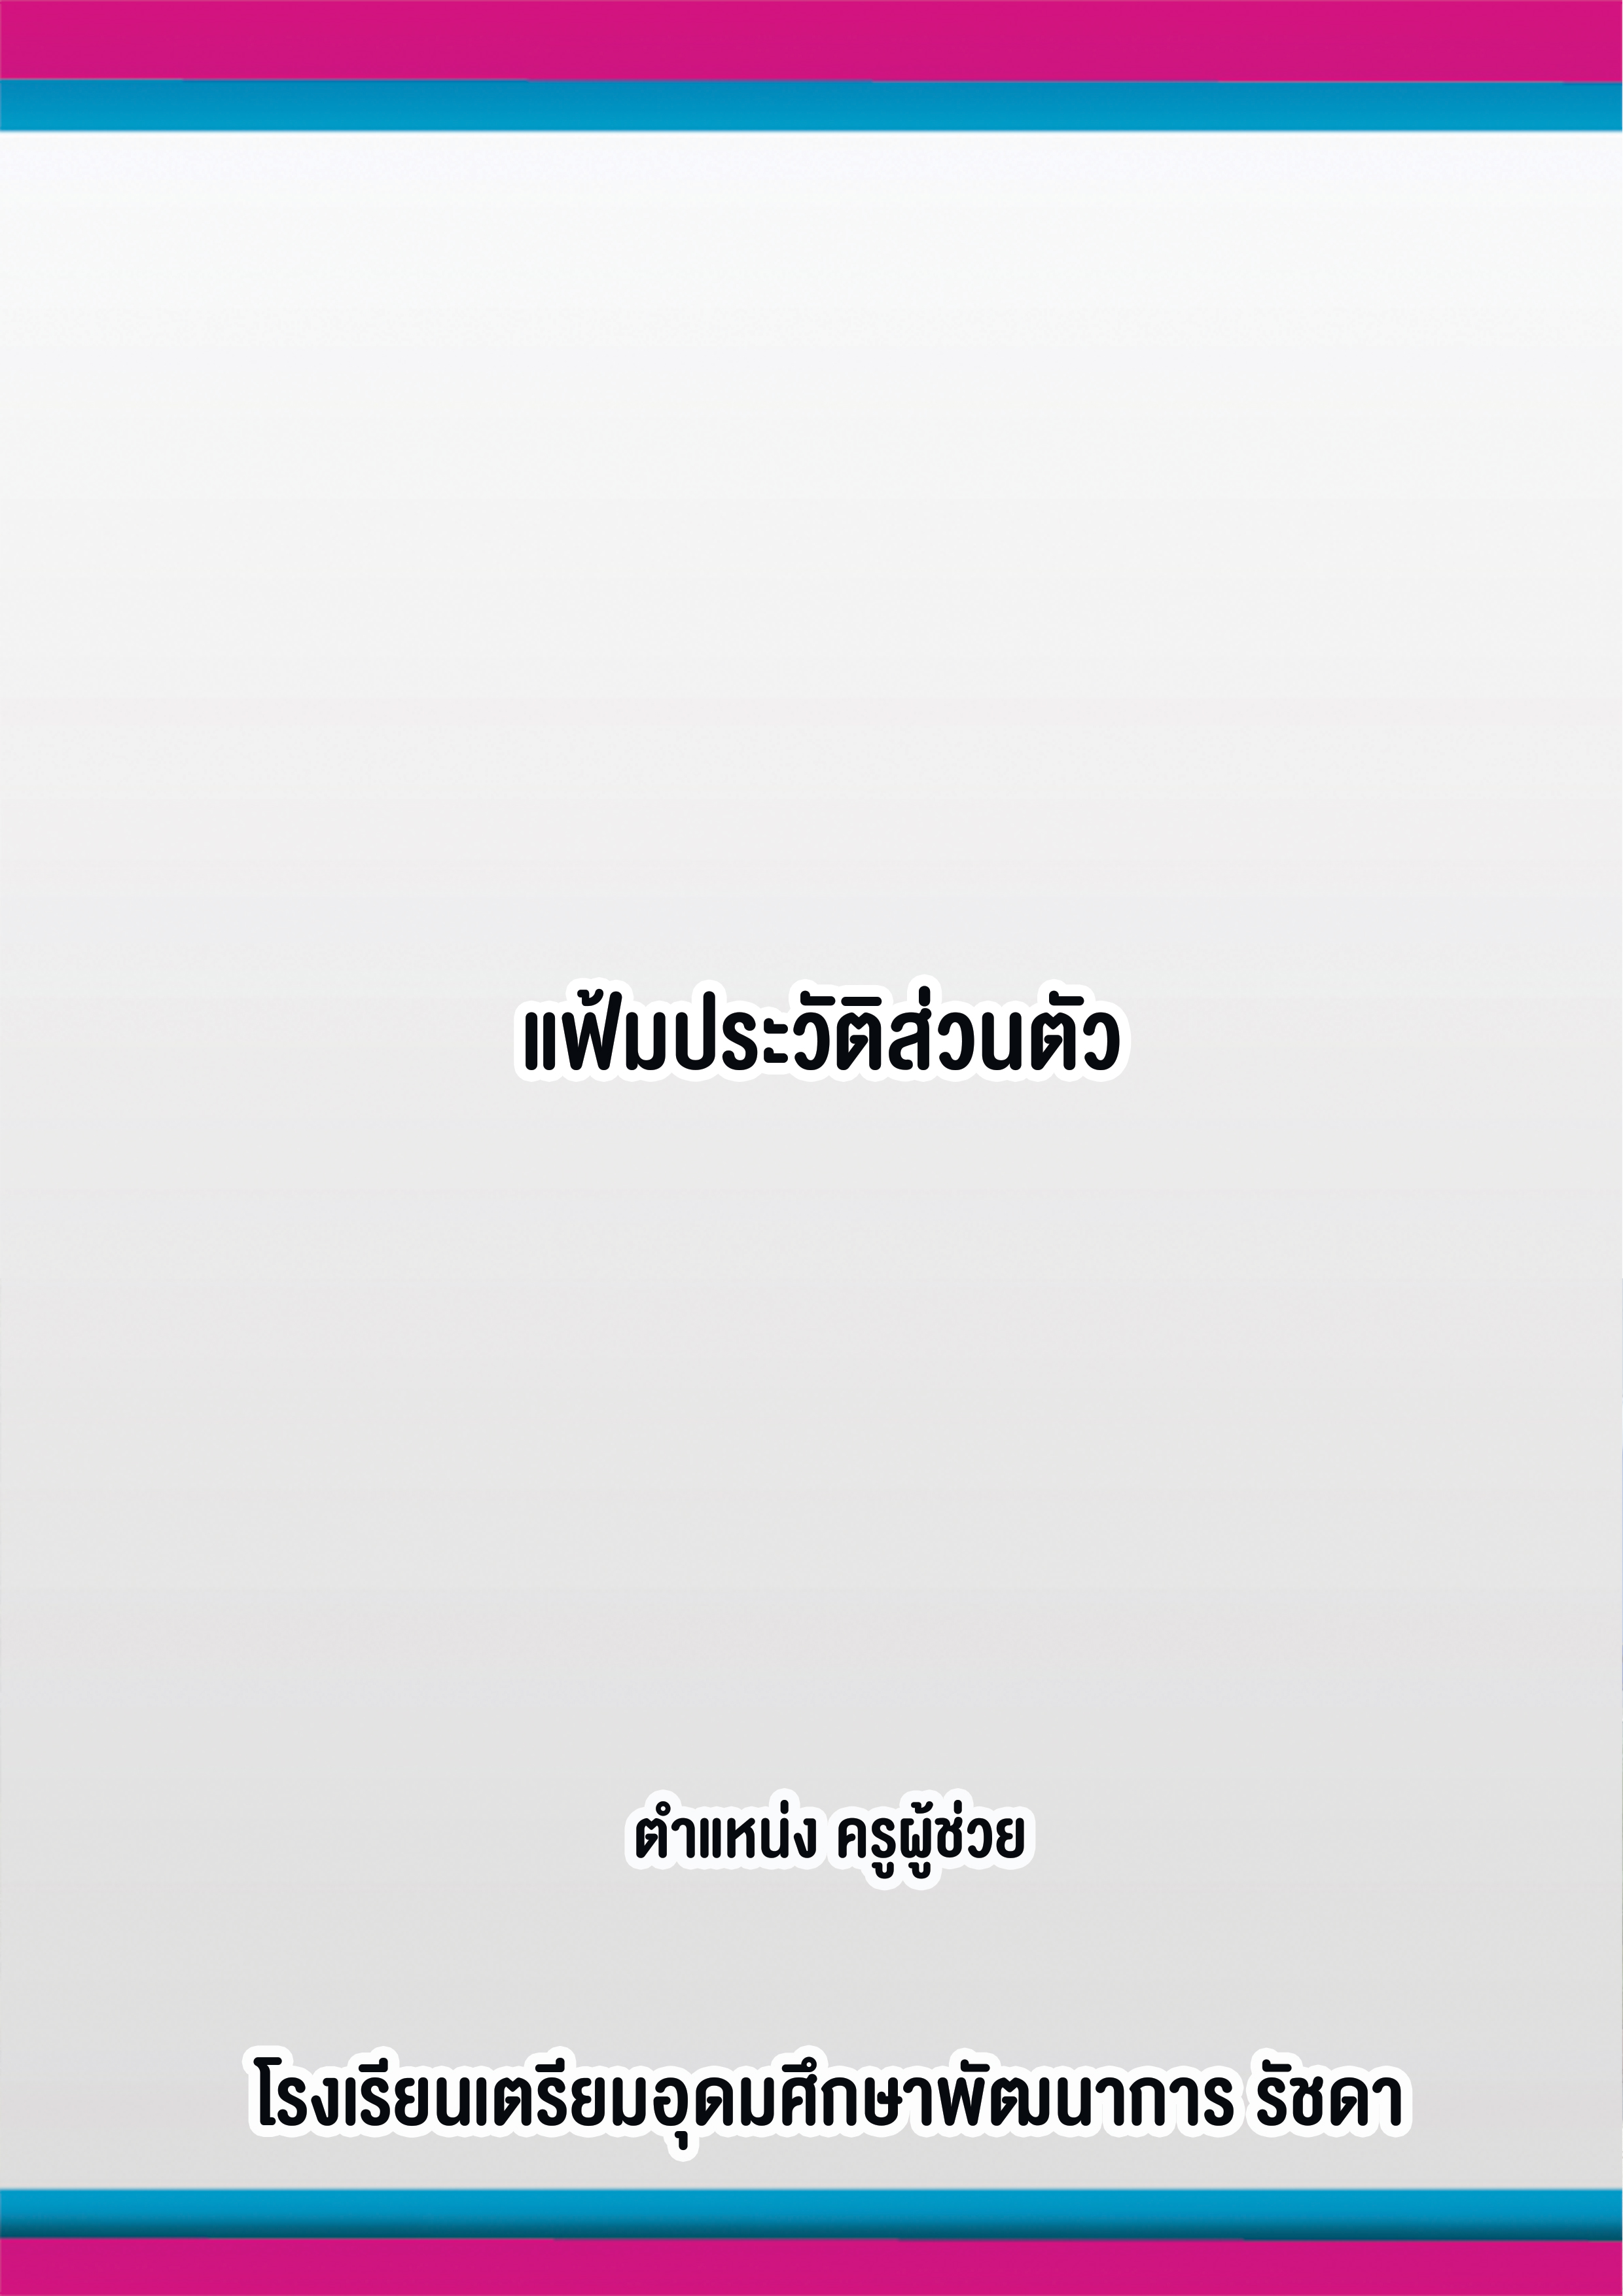 แฟ้มประวัติส่วนตัว
ตำแหน่ง ครูผู้ช่วย
โรงเรียนเตรียมอุดมศึกษาพัฒนาการ รัชดา